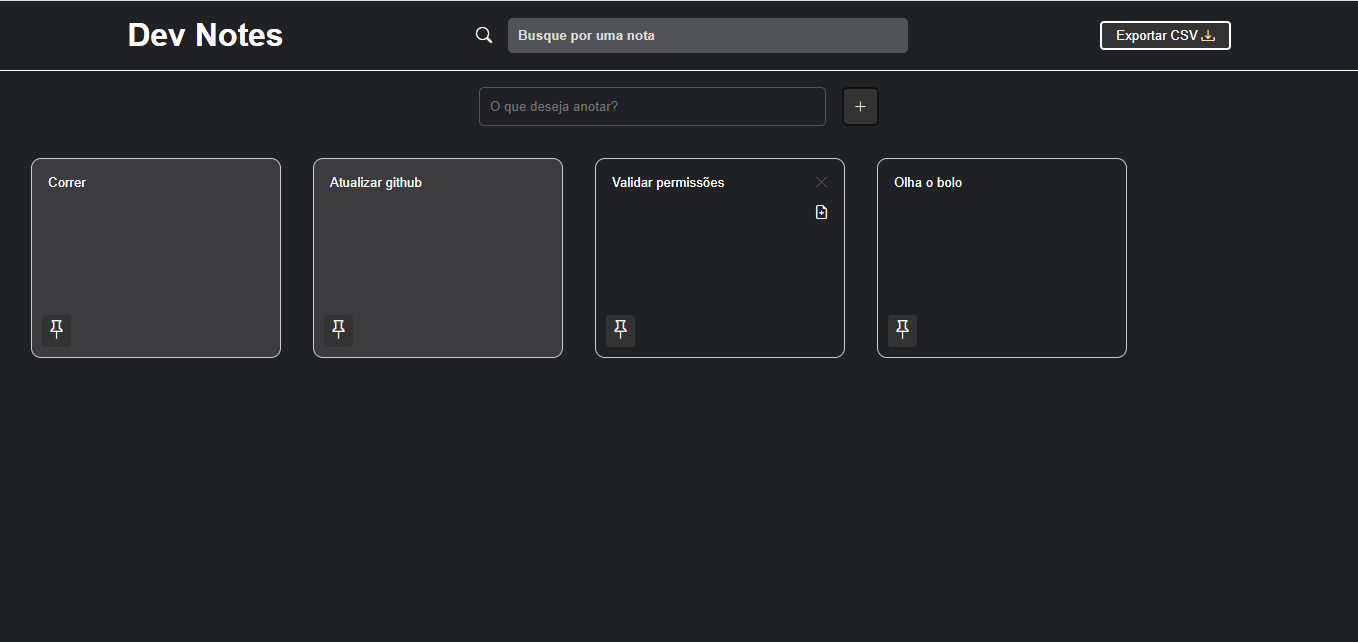 Dev Notes
Busque por uma nota
Exportar CSV
O que deseja anotar?
Correr
Atualizar github
Validar permissões
Olha o bolo